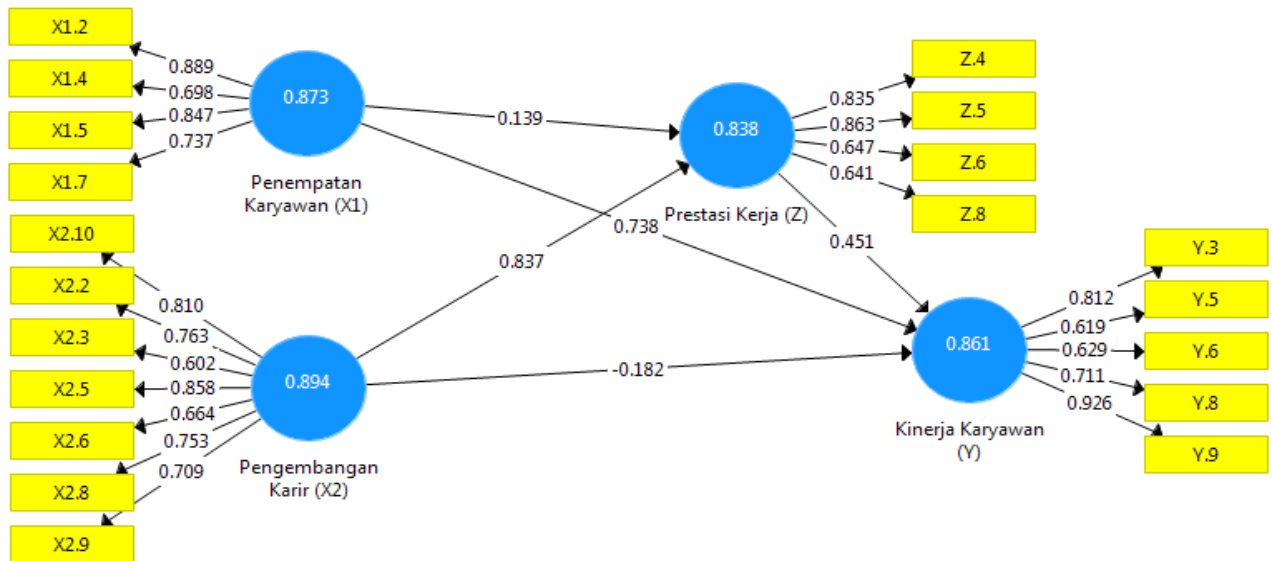 X1.2
X1.4
X1.5
X1.7
0.889
0.698
0.847
0.737
0.873
Penempatan
Karyawan (X1)
0.139
0.738
0.838
Prestasi Kerja (Z)
0.835
0.863
0.647
0.641
Z.4
Z.5
Z.6
Z.8
X2.10
X2.2
X2.3
X2.5
X2.6
X2.8
X2.9
0.810
0.763
0.602
0.858
0.664
0.753
0.709
0.894
Pengembangan
Karir (X2)
0.837
-0.182
0.451
0.861
Kinerja Karyawan
(Y)
0.812
0.619
0.629
0.711
0.926
Y.3
Y.5
Y.6
Y.8
Y.9